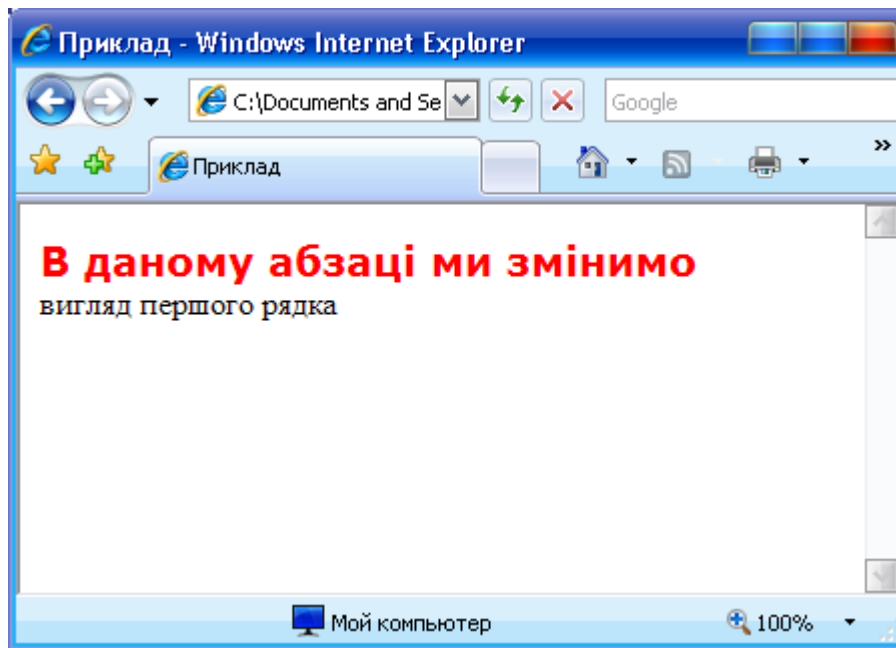 Приклад - Windows Internet Explorer
C:\Documents and Se
Google
Приклад
»
В даному абзаці ми змінимо
вигляд першого рядка
Мой компьютер
100%